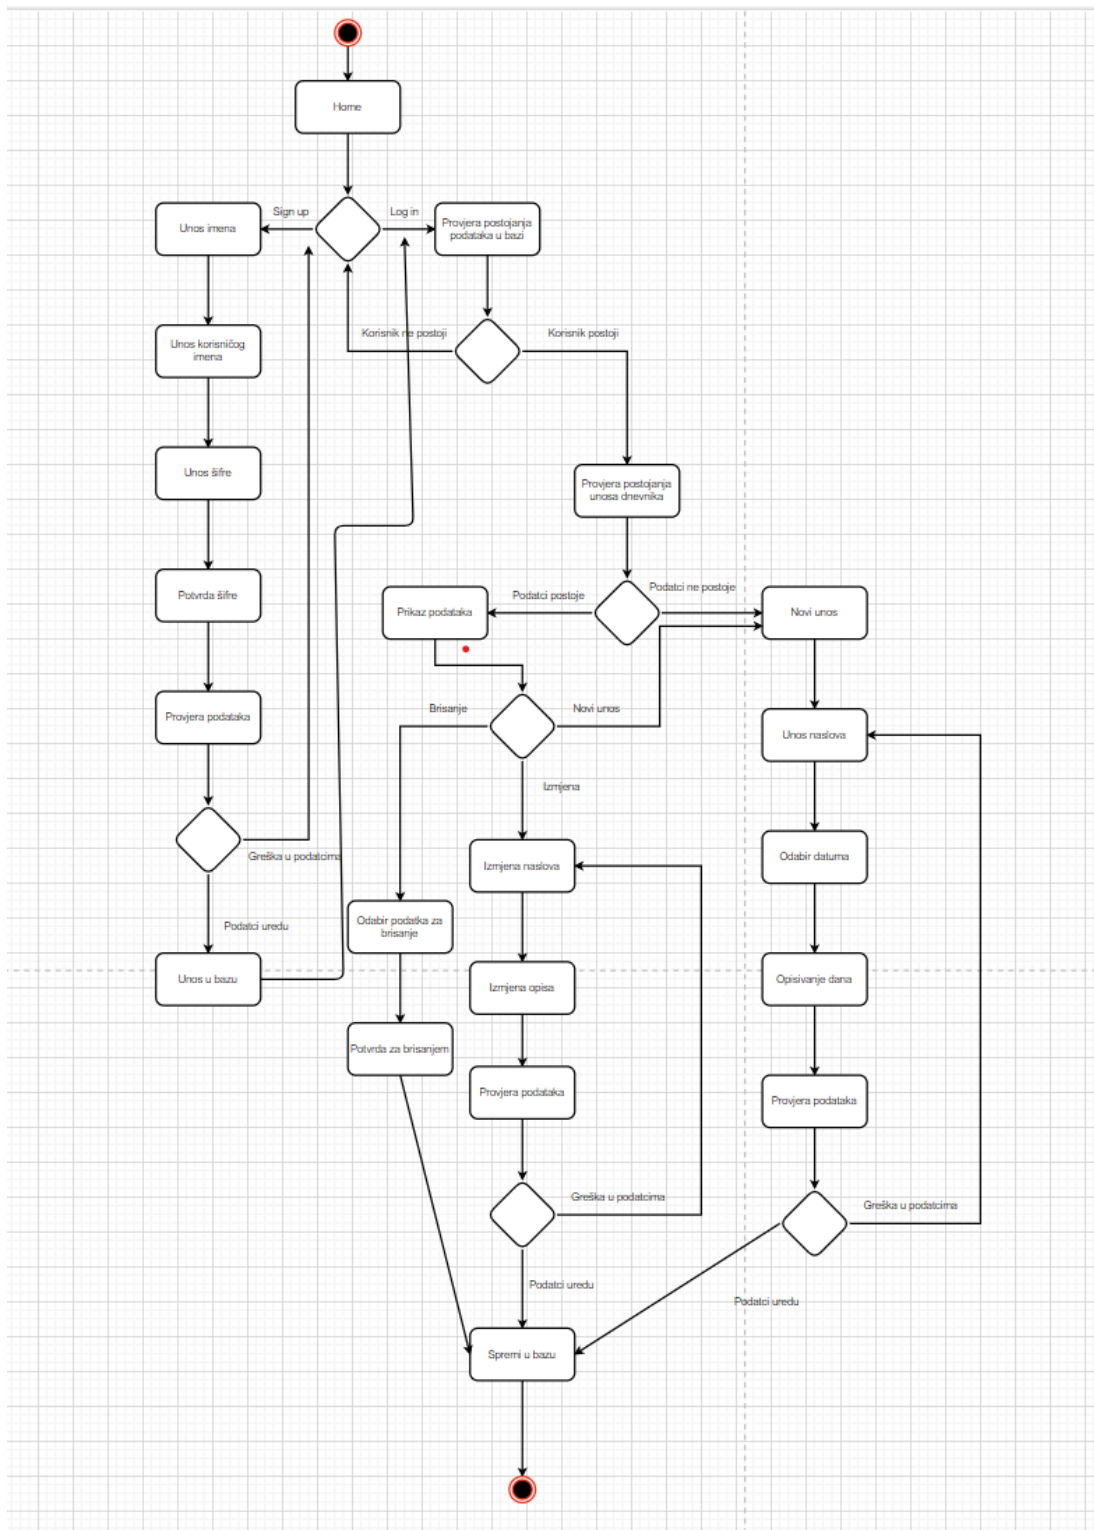 Home
Sign up
Log in
Unos imena
Provjera postojanja
podataka u bazi
Korisnik ne postoji
Korisnik postoji
Unos korisničog
imena
Unos šifre
Provjera postojanja
unosa dnevnika
Potvrda šifre
Podatci postoje
Podatci ne postoje
Prikaz podataka
Novi unos
Provjera podataka
Brisanje
Novi unos
Unos naslova
Izmjena
Greška u podatcima
Izmjena naslova
Odabir datuma
Podatci uredu
Odabir podatka za
brisanje
Unos u bazu
Izmjena opisa
Opisivanje dana
Potvrda za brisanjem
Provjera podataka
Provjera podataka
Greška u podatcima
Greška u podatcima
Podatci uredu
Podatci uredu
Spremi u bazu